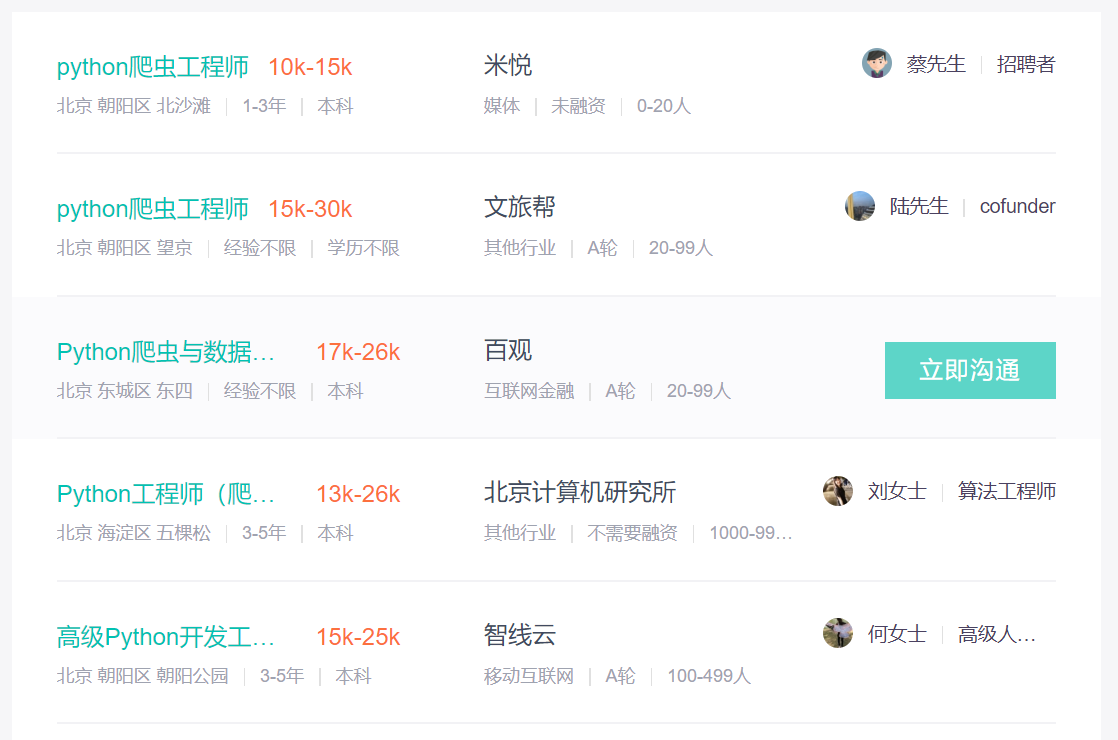 python爬虫工程师 10k-15k 米悦 蔡先生 | 招聘者
北京 朝阳区 北沙滩 | 1-3年 | 本科 媒体 | 未融资 | 0-20人
python爬虫工程师 15k-30k 文旅帮 陆先生 | cofunder
北京 朝阳区 望京 | 经验不限 | 学历不限 其他行业 | A轮 | 20-99人
Python爬虫与数据... 17k-26k 百观 立即沟通
北京 东城区 东四 | 经验不限 | 本科 互联网金融 | A轮 | 20-99人
Python工程师（爬... 13k-26k 北京计算机研究所 刘女士 | 算法工程师
北京 海淀区 五棵松 | 3-5年 | 本科 其他行业 | 不需要融资 | 1000-99...
高级Python开发工... 15k-25k 智线云 何女士 | 高级人...
北京 朝阳区 朝阳公园 | 3-5年 | 本科 移动互联网 | A轮 | 100-499人